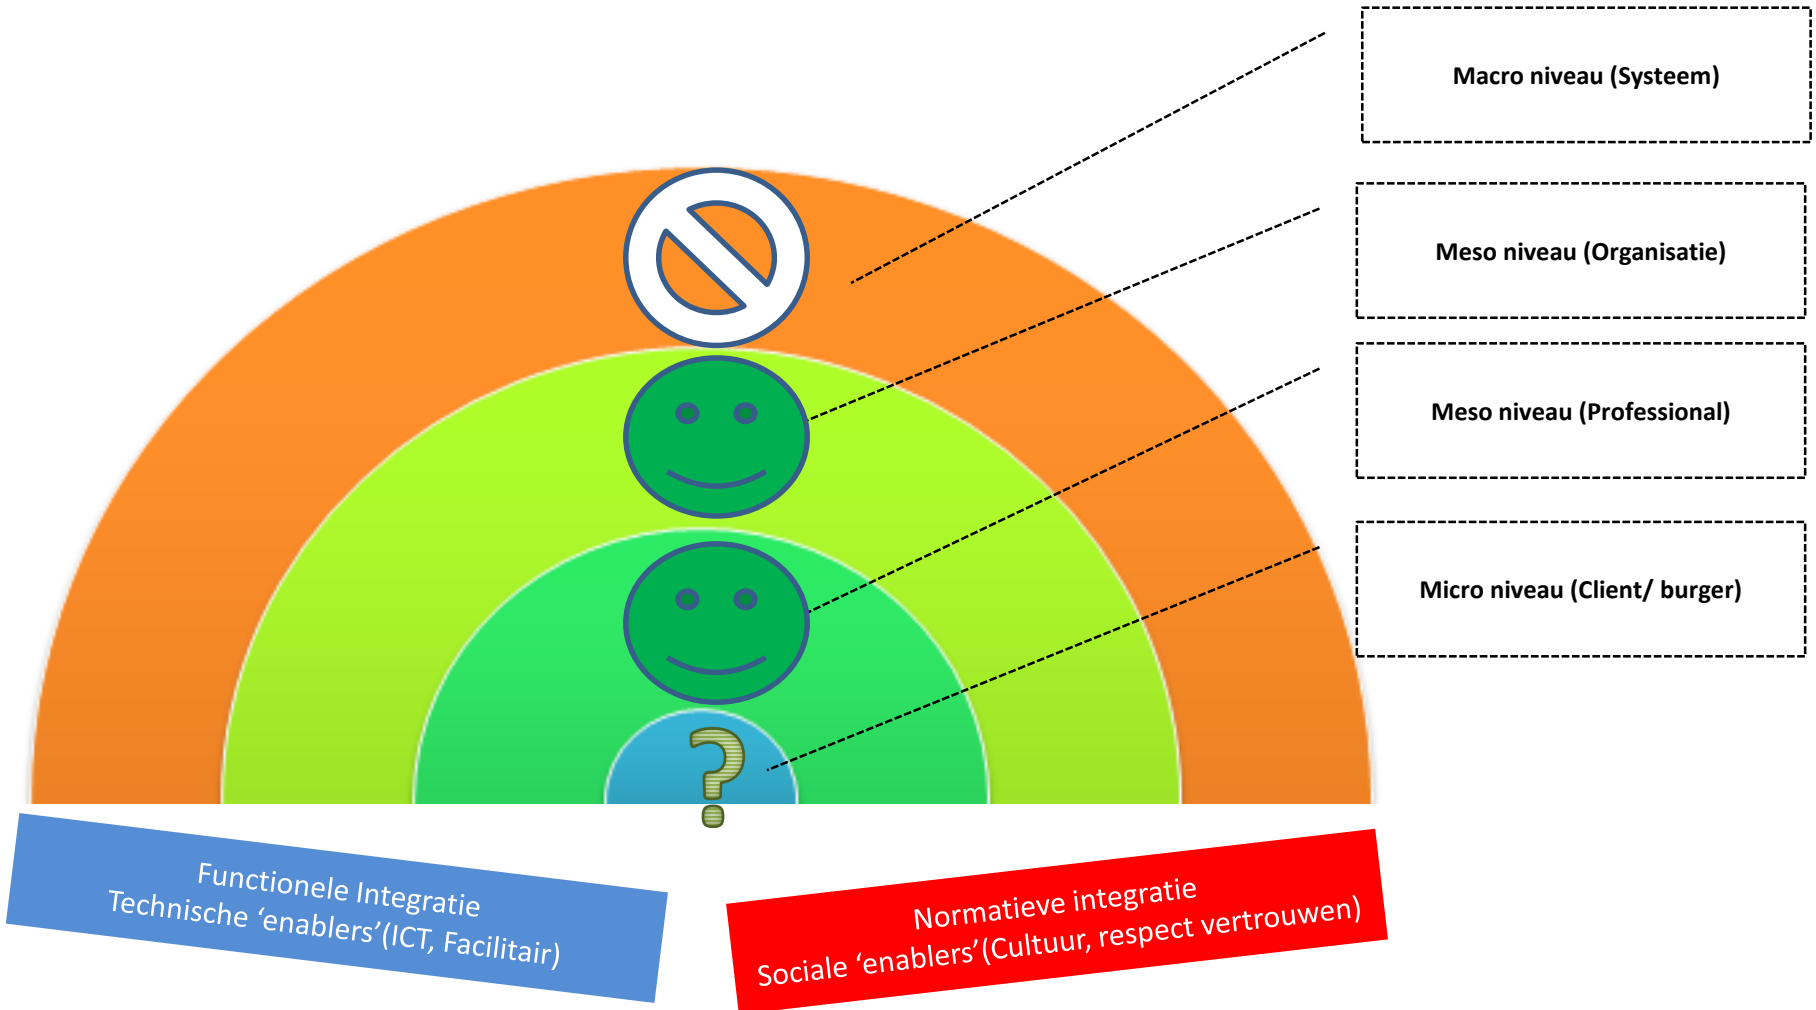 Macro niveau (Systeem)
Meso niveau (Organisatie)
Meso niveau (Professional)
Micro niveau (Client/ burger)
?
Functionele Integratie
Technische ‘enablers’(ICT, Facilitair)
Normatieve integratie
Sociale ‘enablers’(Cultuur, respect vertrouwen)